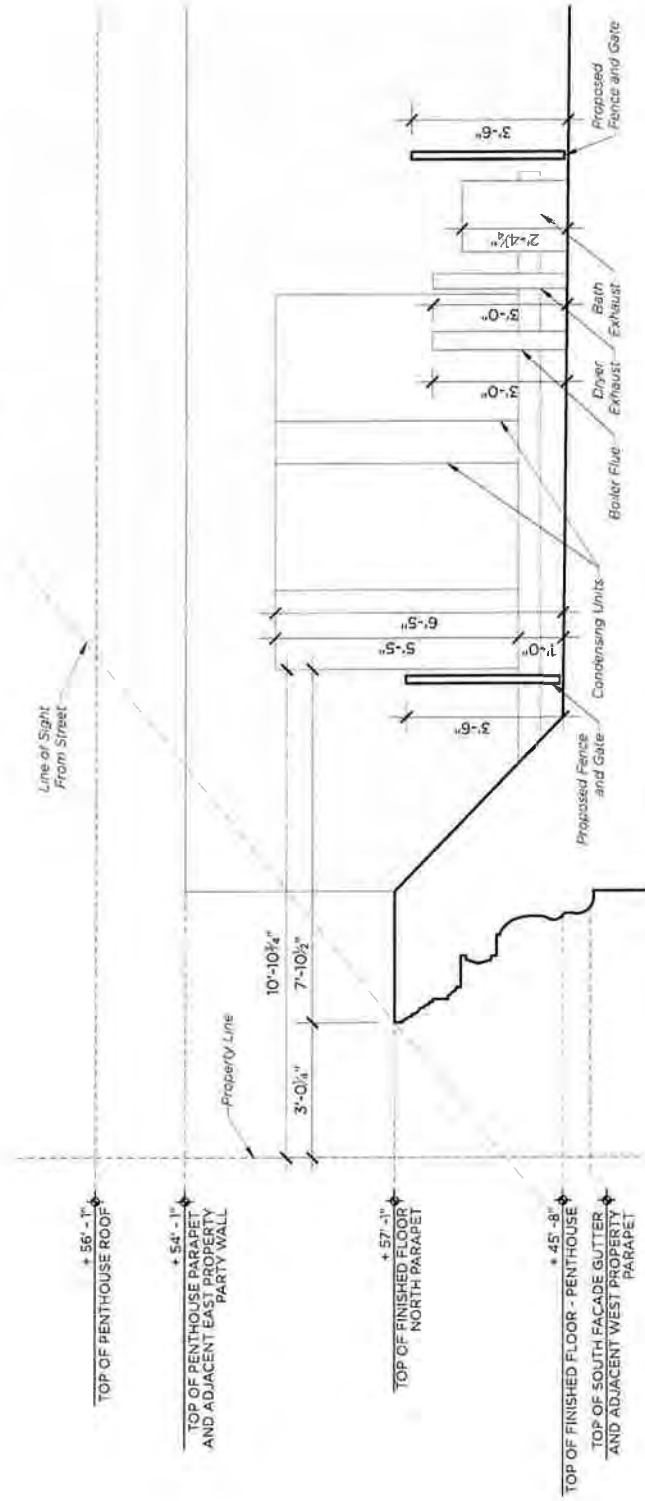 + 56' - 1"
TOP OF PENTHOUSE ROOF
+ 54' - 1"
TOP OF PENTHOUSE PARAPET
AND ADJACENT EAST PROPERTY
PARTY WALL
+ 57' -1"
TOP OF FINISHED FLOOR
NORTH PARAPET
+ 45' -8"
TOP OF FINISHED FLOOR - PENTHOUSE
TOP OF SOUTH FAÇADE GUTTER
AND ADJACENT WEST PROPERTY
PARAPET
Line of Sight
From Street
Property Line
10'-10¾"
3'-0¼"
7'-10½"
3'-6"
5'-5"
1'-0"
6'-5"
3'-0"
3'-0"
2'-4¼"
3'-6"
Proposed Fence
and Gate
Condensing Units
Boiler Flue
Dryer
Exhaust
Bath
Exhaust
Proposed
Fence and Gate